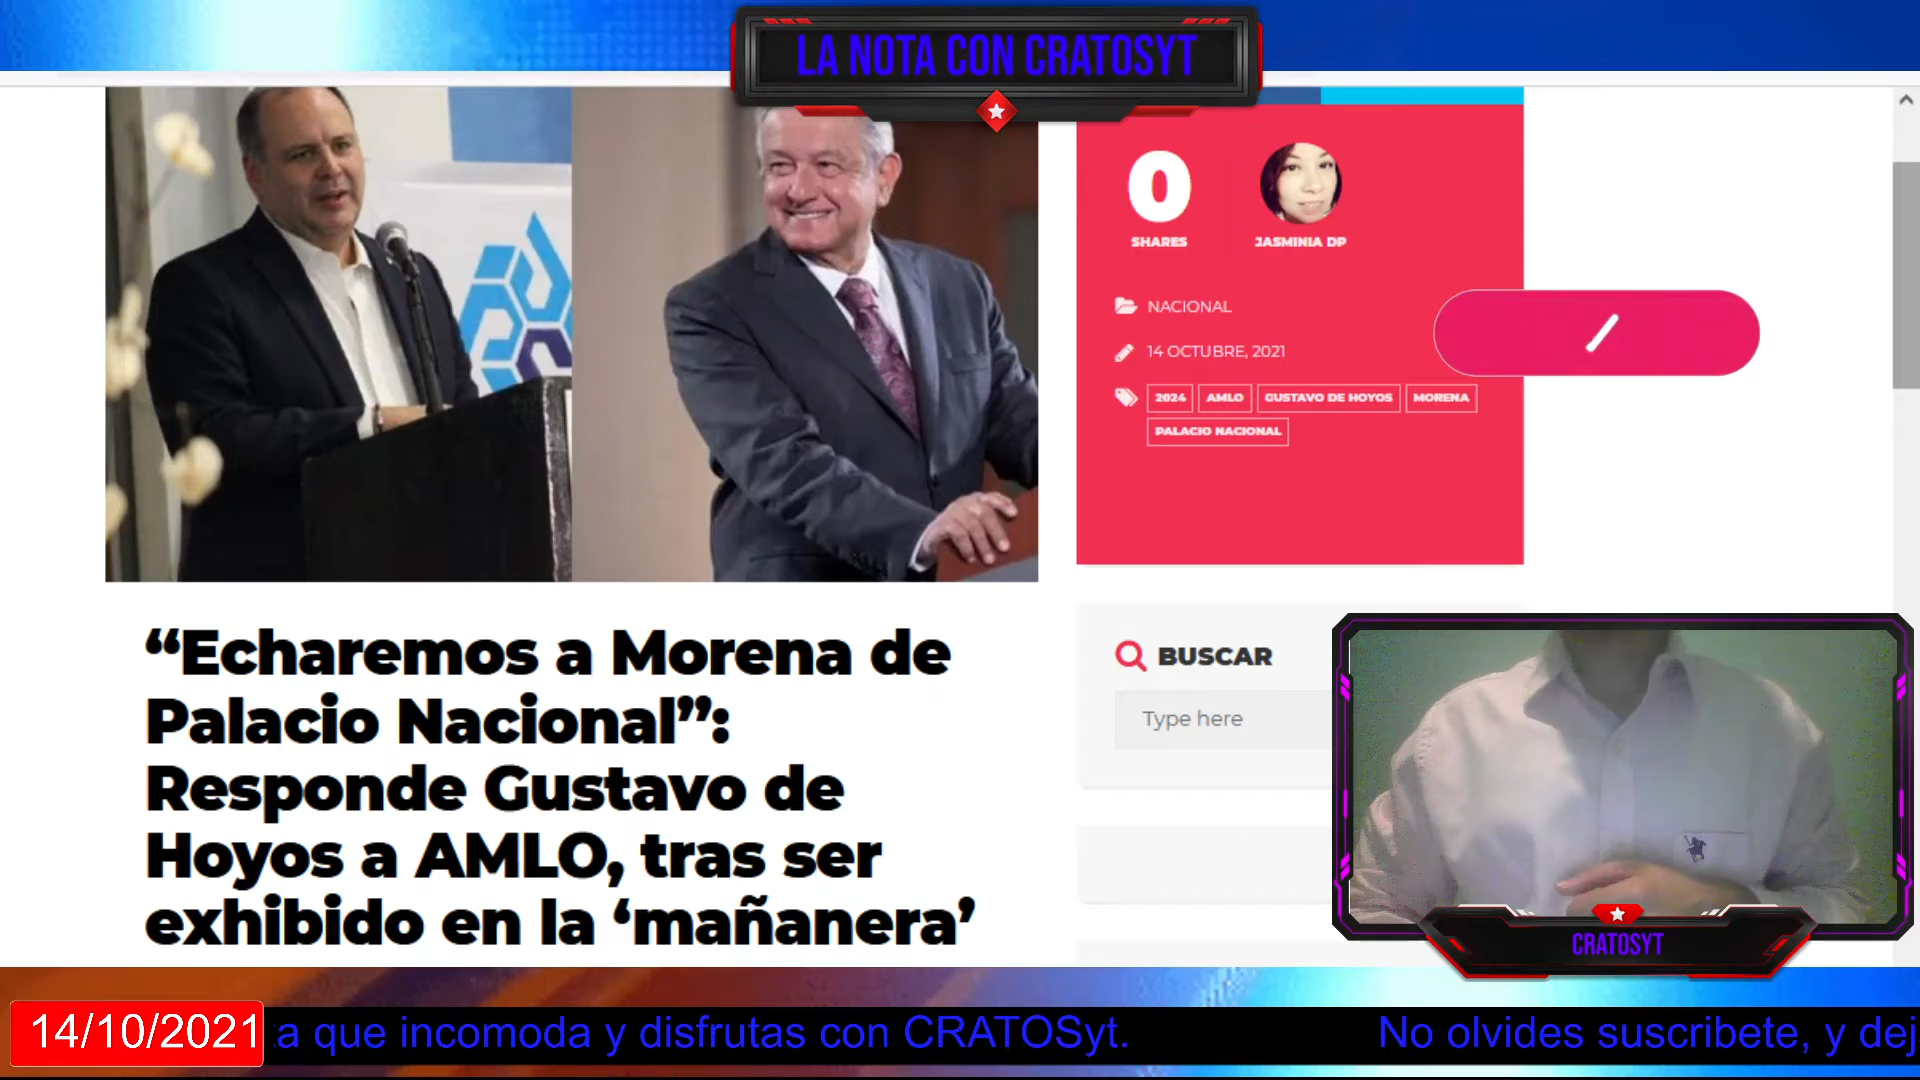 LA NOTA CON CRATOSYT
0
SHARES
JASMINIA DP
NACIONAL
14 OCTUBRE, 2021
2024 AMLO GUSTAVO DE HOYOS MORENA
PALACIO NACIONAL
“Echaremos a Morena de
Palacio Nacional”:
Responde Gustavo de
Hoyos a AMLO, tras ser
exhibido en la ‘mañanera’
BUSCAR
Type here
CRATOSYT
14/10/2021
que incomoda y disfrutas con CRATOSyt.
No olvides suscribete, y